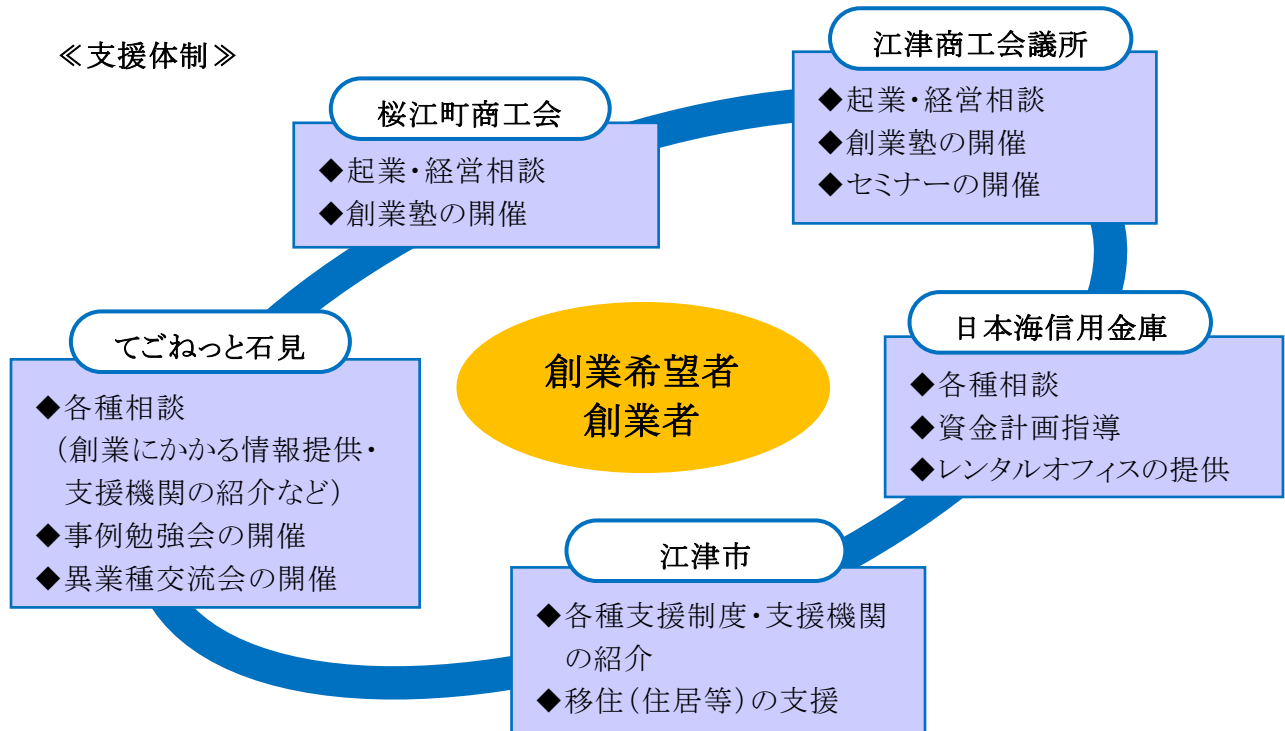 ≪支援体制≫
江津商工会議所
◆起業・経営相談
◆創業塾の開催
◆セミナーの開催
桜江町商工会
◆起業・経営相談
◆創業塾の開催
てごねっと石見
◆各種相談
（創業にかかる情報提供・
支援機関の紹介など）
◆事例勉強会の開催
◆異業種交流会の開催
創業希望者
創業者
日本海信用金庫
◆各種相談
◆資金計画指導
◆レンタルオフィスの提供
江津市
◆各種支援制度・支援機関
の紹介
◆移住（住居等）の支援